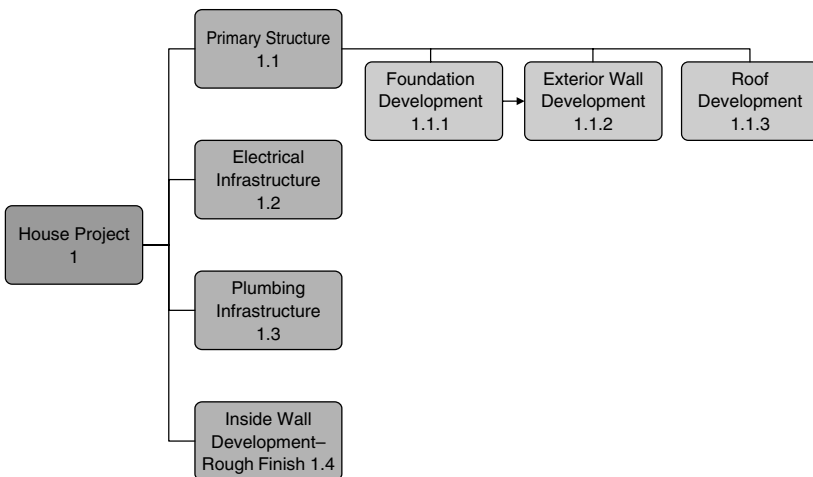 Primary Structure
1.1
Foundation
Development
1.1.1
Exterior Wall
Development
1.1.2
Roof
Development
1.1.3
Electrical
Infrastructure
1.2
House Project
1
Plumbing
Infrastructure
1.3
Inside Wall
Development–
Rough Finish 1.4